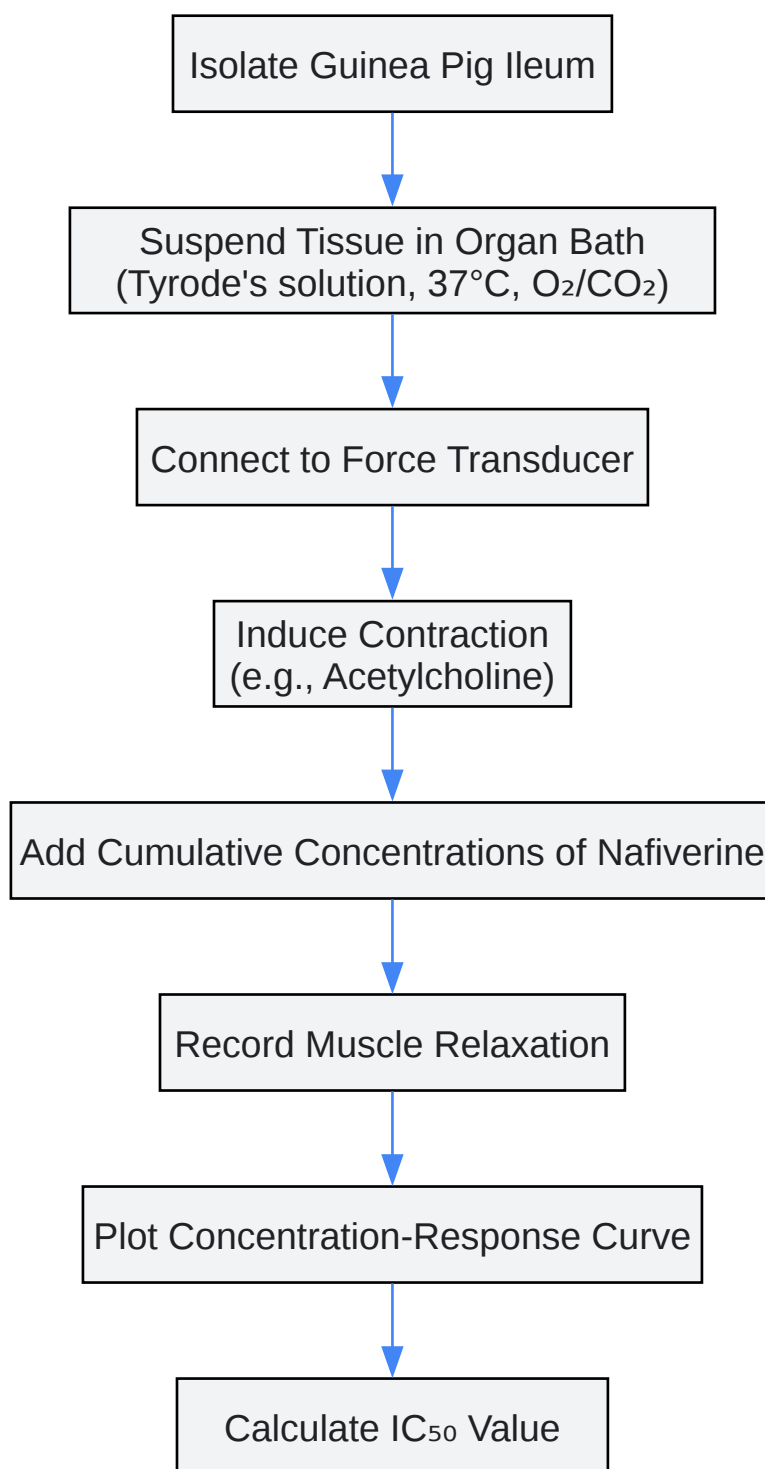 Isolate Guinea Pig Ileum
Suspend Tissue in Organ Bath
(Tyrode's solution, 37°C, O₂/CO₂)
Connect to Force Transducer
Induce Contraction
(e.g., Acetylcholine)
Add Cumulative Concentrations of Nafiverine
Record Muscle Relaxation
Plot Concentration-Response Curve
Calculate IC₅₀ Value